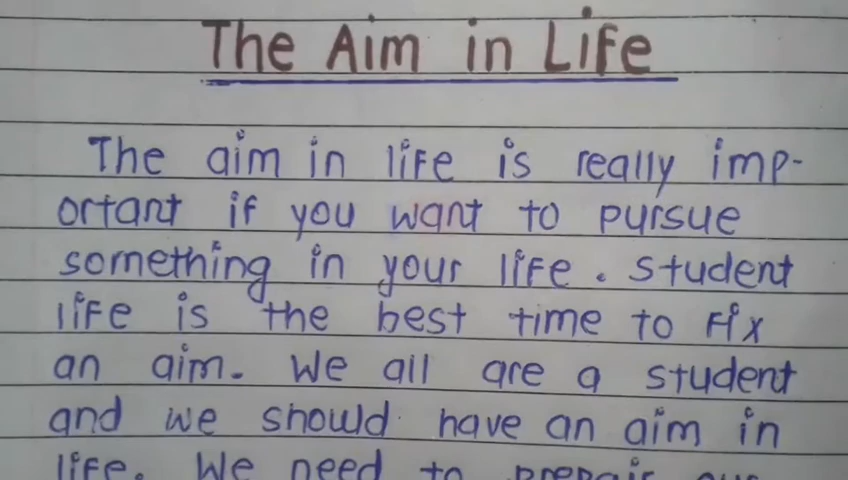 The Aim in Life
The aim in life is really imp-
ortant if you want to pursue
something in your life. Student
life is the best time to fix
an aim. We all are a student
and we should have an aim in
life. We need to prepair our